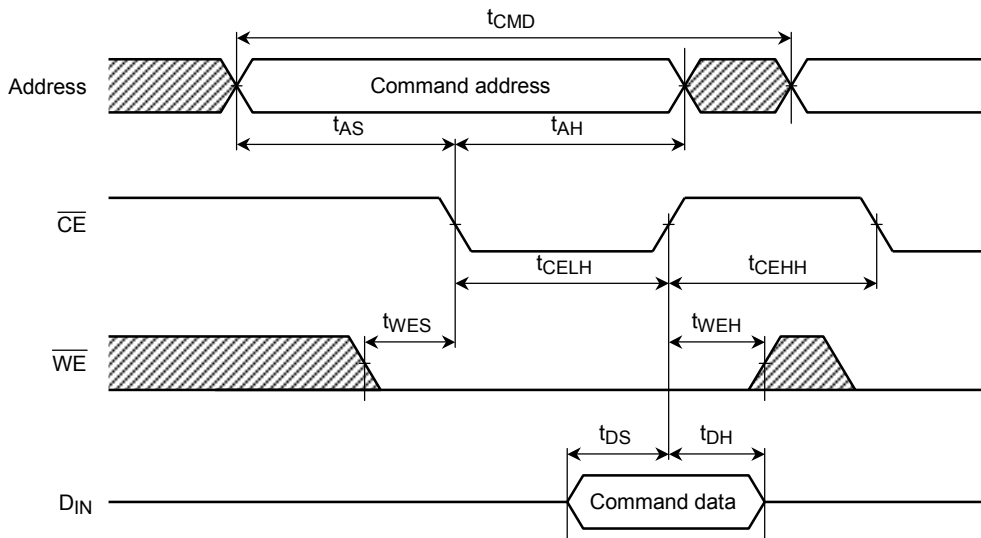 tCMD
Address
Command address
tAS
tAH
CE
tCELH
tCEHH
tWES
tWEH
WE
tDS
tDH
DIN
Command data